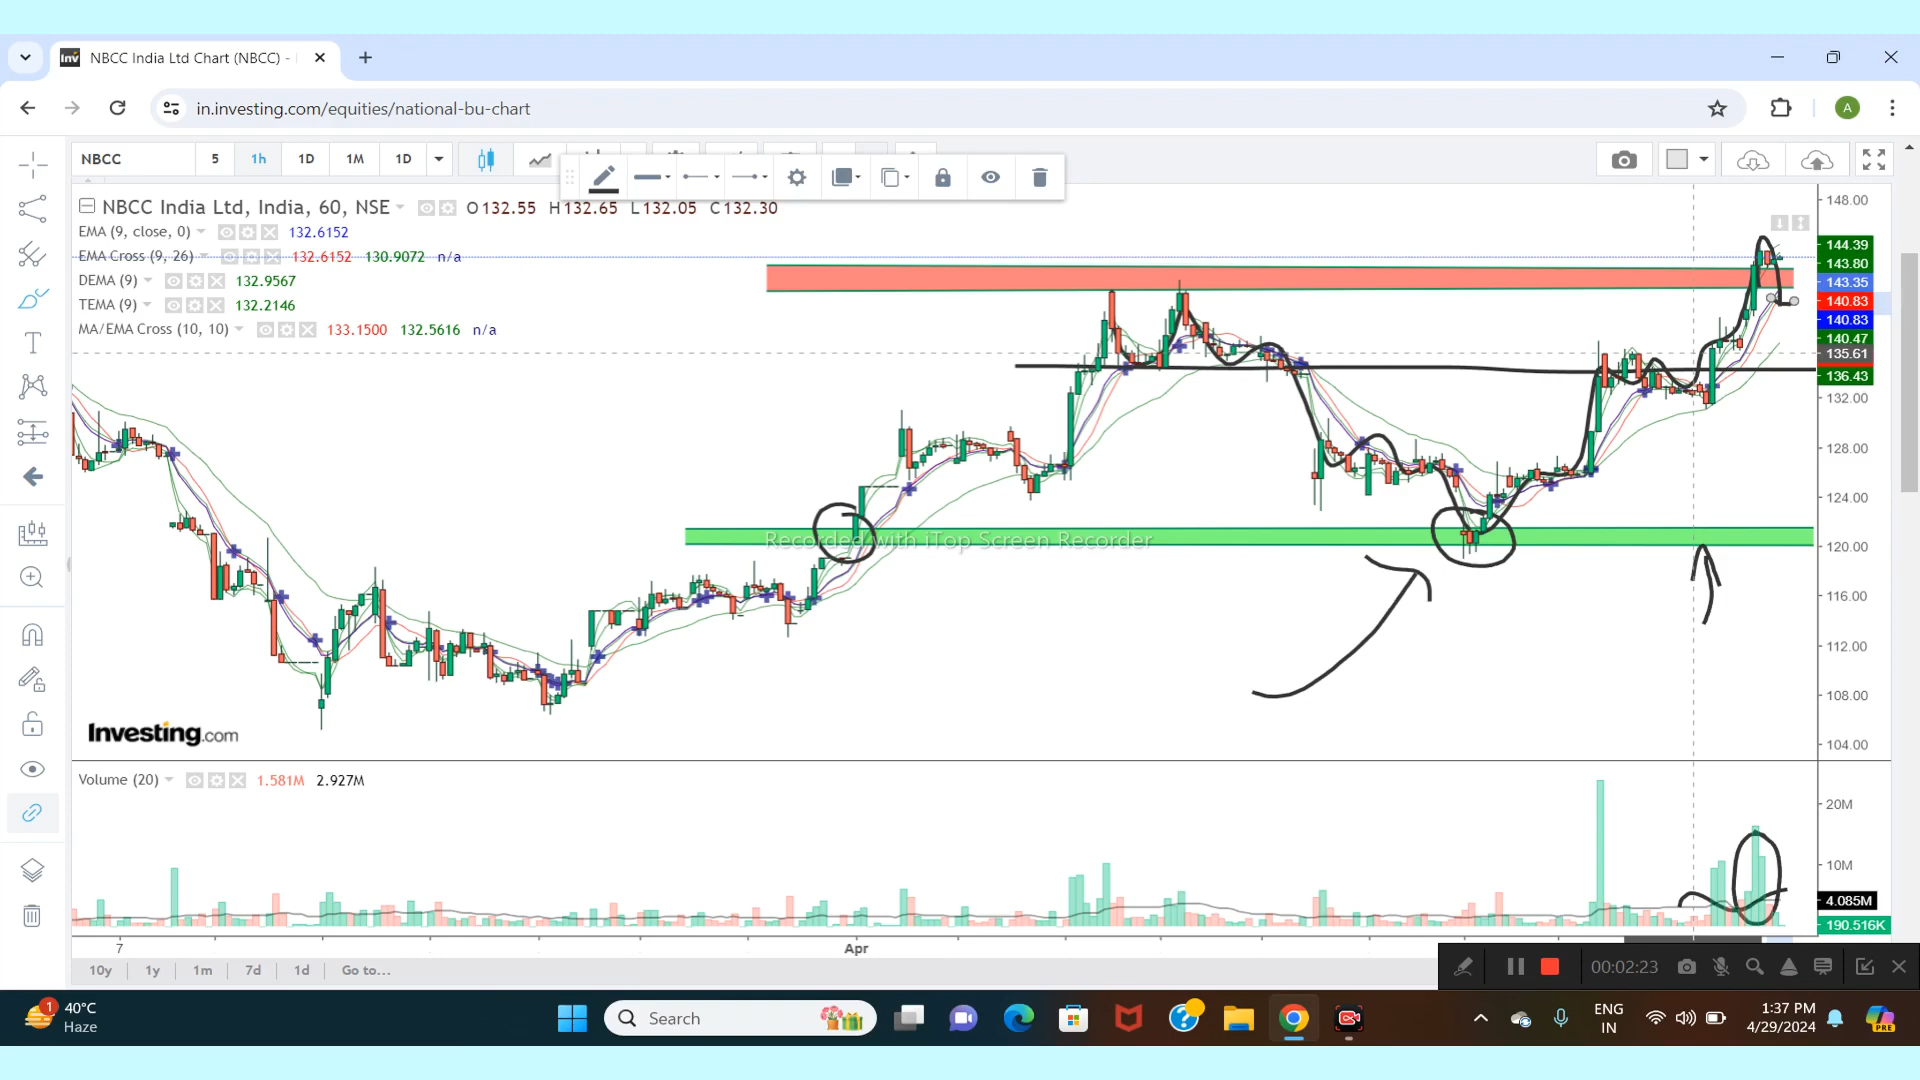 NBCC India Ltd Chart (NBCC) -
in.investing.com/equities/national-bu-chart
A
NBCC 5 1h 1D 1M 1D
NBCC India Ltd, India, 60, NSE O132.55 H132.65 L132.05 C132.30
EMA (9, close, 0) 132.6152
EMA Cross (9, 26) 132.6152 130.9072 n/a
DEMA (9) 132.9567
TEMA (9) 132.2146
MA/EMA Cross (10, 10) 133.1500 132.5616 n/a
148.00
144.39
143.80
143.35
140.83
140.83
140.47
135.61
136.43
132.00
128.00
124.00
120.00
116.00
112.00
108.00
104.00
Recorded with iTop Screen Recorder
Investing.com
Volume (20) 1.581M 2.927M
20M
10M
4.085M
190.516K
7 Apr
10y 1y 1m 7d 1d Go to...
00:02:23
1
40°C
Haze
Search
ENG
IN
1:37 PM
4/29/2024
PRE